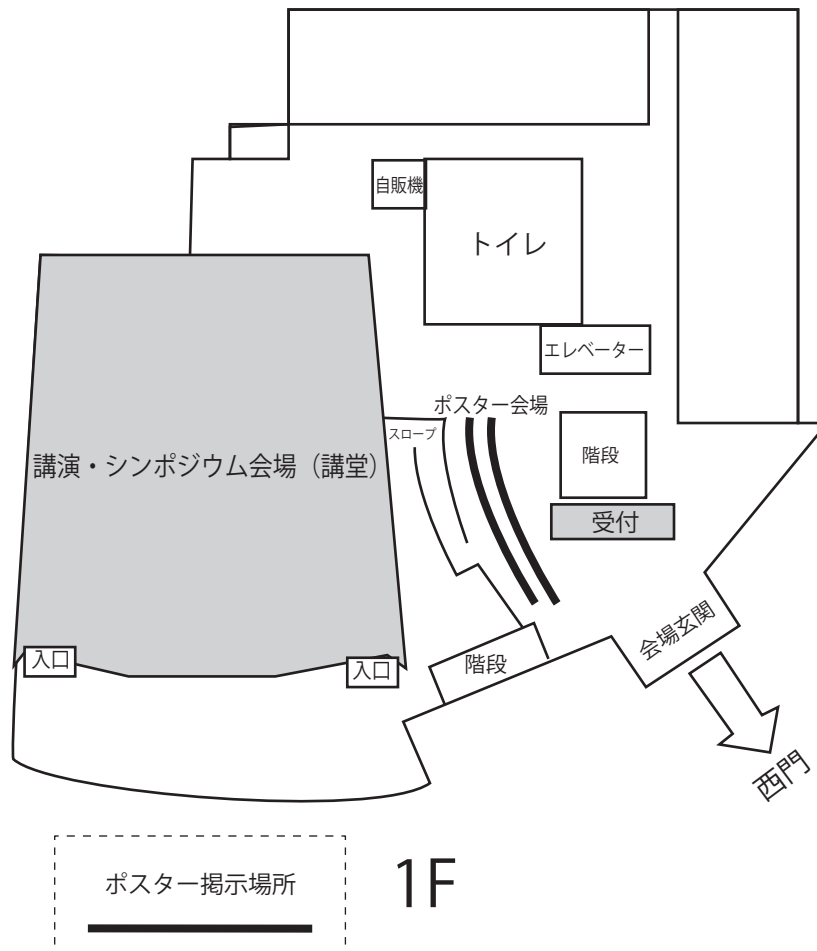 自販機
トイレ
エレベーター
ポスター会場
スロープ
階段
講演・シンポジウム会場（講堂）
受付
会場玄関
入口
入口
階段
西門
ポスター掲示場所
1F